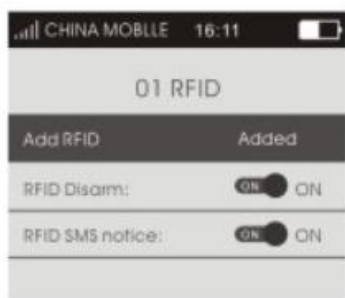 CHINA MOBLLE 16:11
01 RFID
Add RFID Added
RFID Disarm: ON ON
RFID SMS notice: ON ON